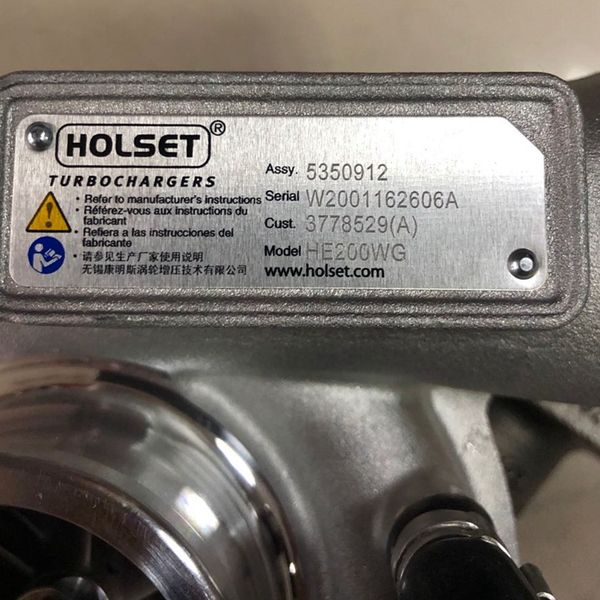 HOLSET®
TURBOCHARGERS
• Refer to manufacturer's instructions
• Référez-vous aux instructions du
fabricant
• Refiera a las instrucciones del
fabricante
• 请参见生产厂家使用说明
无锡康明斯涡轮增压技术有限公司
Assy. 5350912
Serial W2001162606A
Cust. 3778529(A)
Model HE200WG
www.holset.com